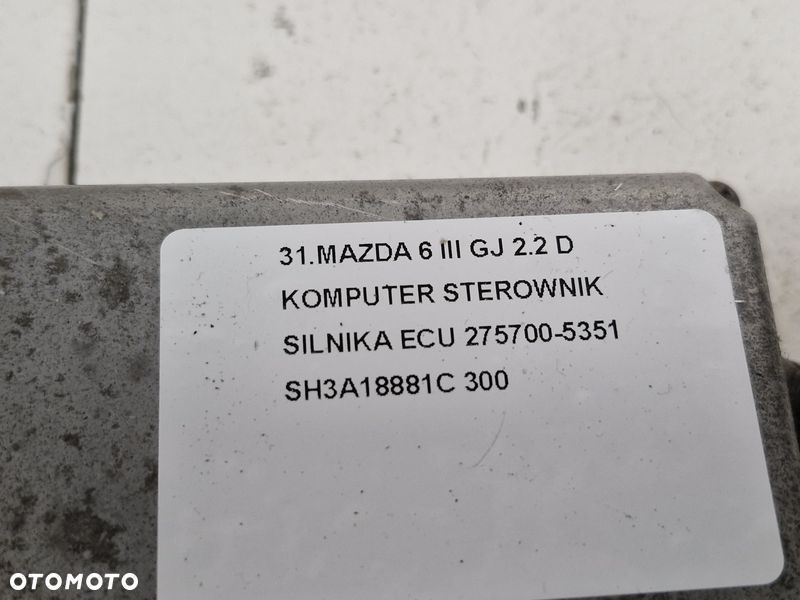 31.MAZDA 6 III GJ 2.2 D
KOMPUTER STEROWNIK
SILNIKA ECU 275700-5351
SH3A18881C 300
OTOMOTO